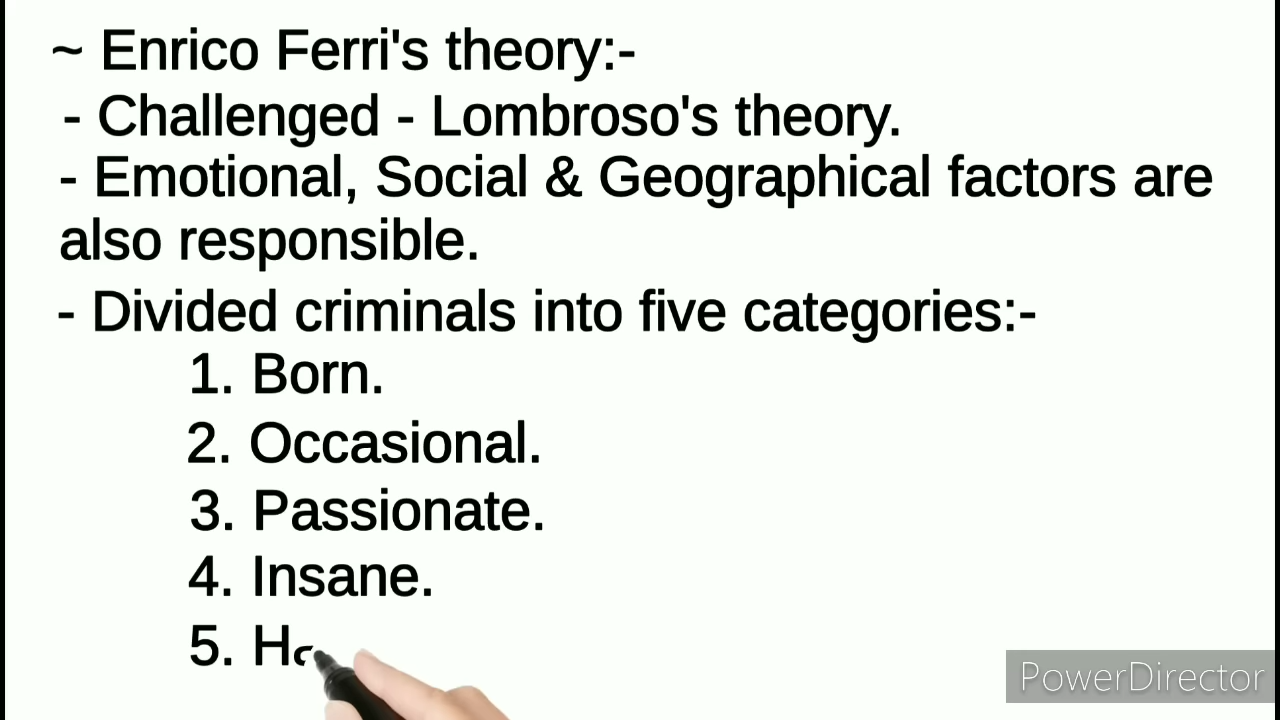 ~ Enrico Ferri's theory:-
- Challenged - Lombroso's theory.
- Emotional, Social & Geographical factors are
also responsible.
- Divided criminals into five categories:-
1. Born.
2. Occasional.
3. Passionate.
4. Insane.
5.
PowerDirector